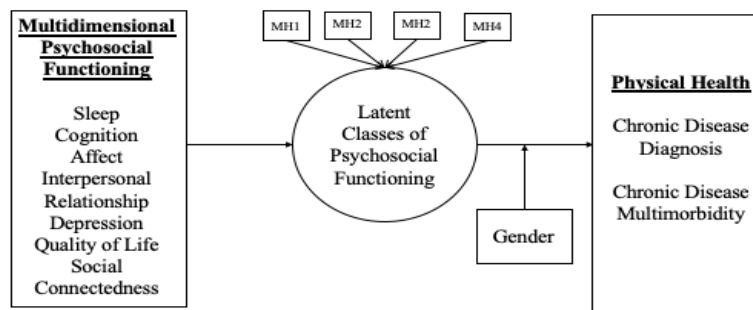 Multidimensional
Psychosocial
Functioning
Sleep
Cognition
Affect
Interpersonal
Relationship
Depression
Quality of Life
Social
Connectedness
MH1
MH2
MH2
MH4
Latent
Classes of
Psychosocial
Functioning
Gender
Physical Health
Chronic Disease
Diagnosis
Chronic Disease
Multimorbidity